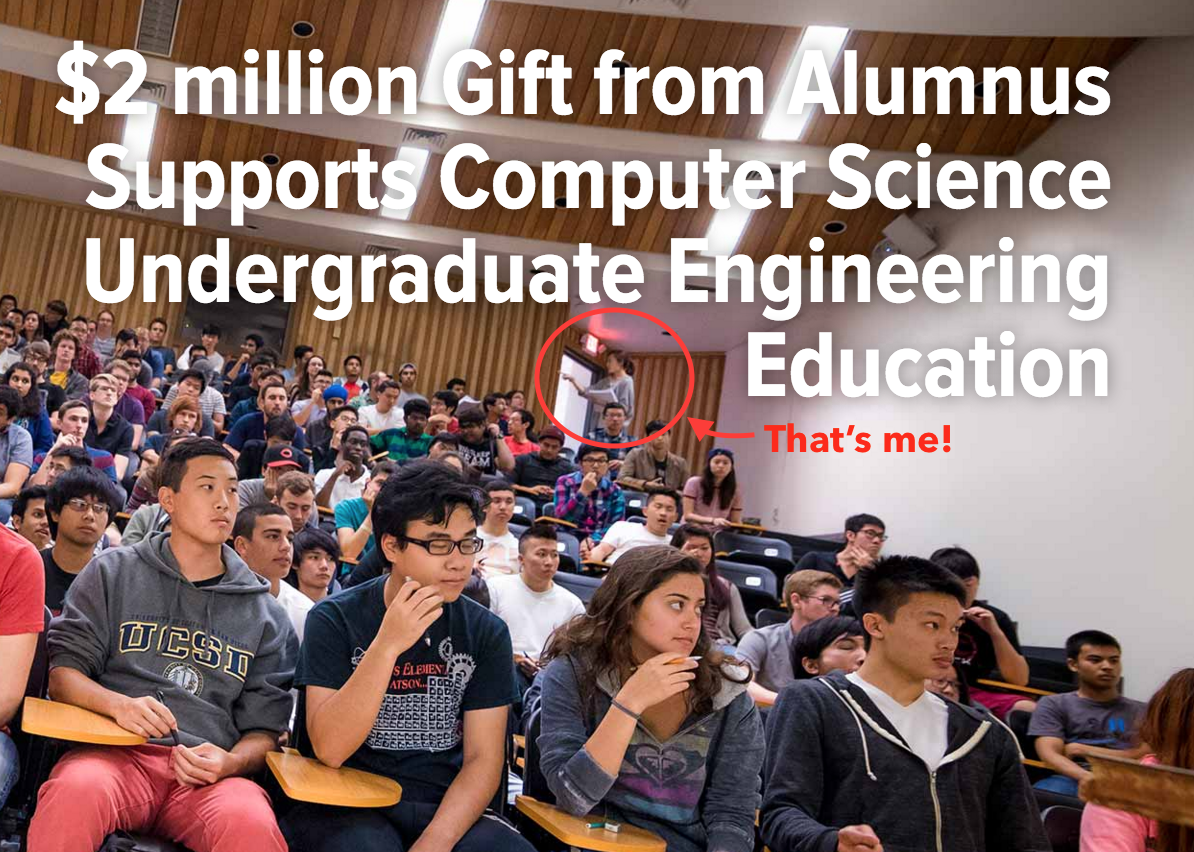 $2 million Gift from Alumnus
Supports Computer Science
Undergraduate Engineering
Education
That's me!
UCSD